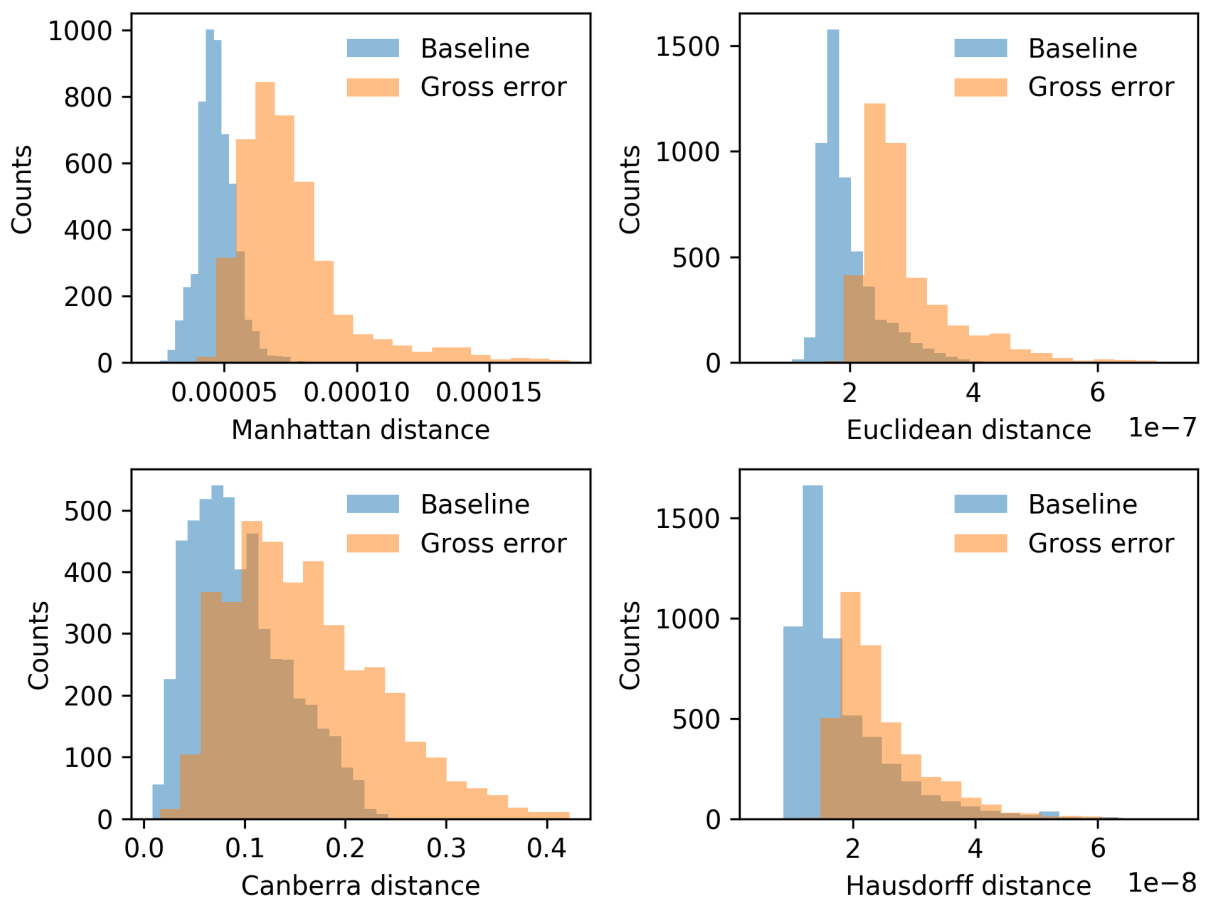 1000
800
600
400
200
0
Counts
Baseline
Gross error
0.00005
0.00010
0.00015
Manhattan distance
1500
1000
500
0
Counts
Baseline
Gross error
2
4
6
Euclidean distance
1e−7
500
400
300
200
100
0
Counts
Baseline
Gross error
0.0
0.1
0.2
0.3
0.4
Canberra distance
1500
1000
500
0
Counts
Baseline
Gross error
2
4
6
Hausdorff distance
1e−8